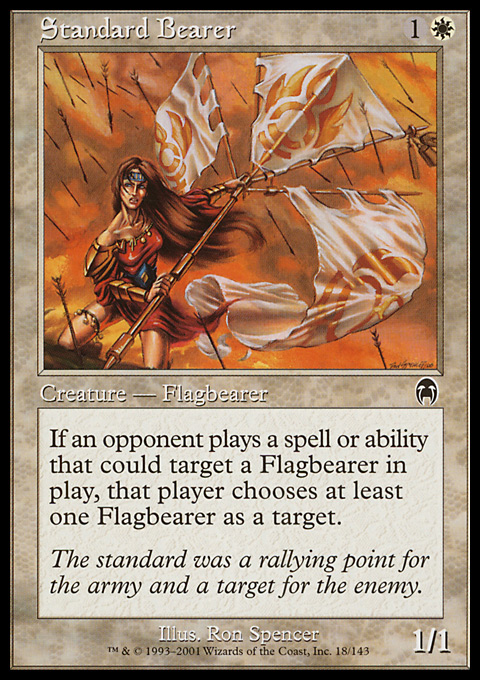 Standard Bearer 1
Creature — Flagbearer
If an opponent plays a spell or ability
that could target a Flagbearer in
play, that player chooses at least
one Flagbearer as a target.
The standard was a rallying point for
the army and a target for the enemy.
Illus. Ron Spencer
1/1
™ & © 1993–2001 Wizards of the Coast, Inc. 18/143